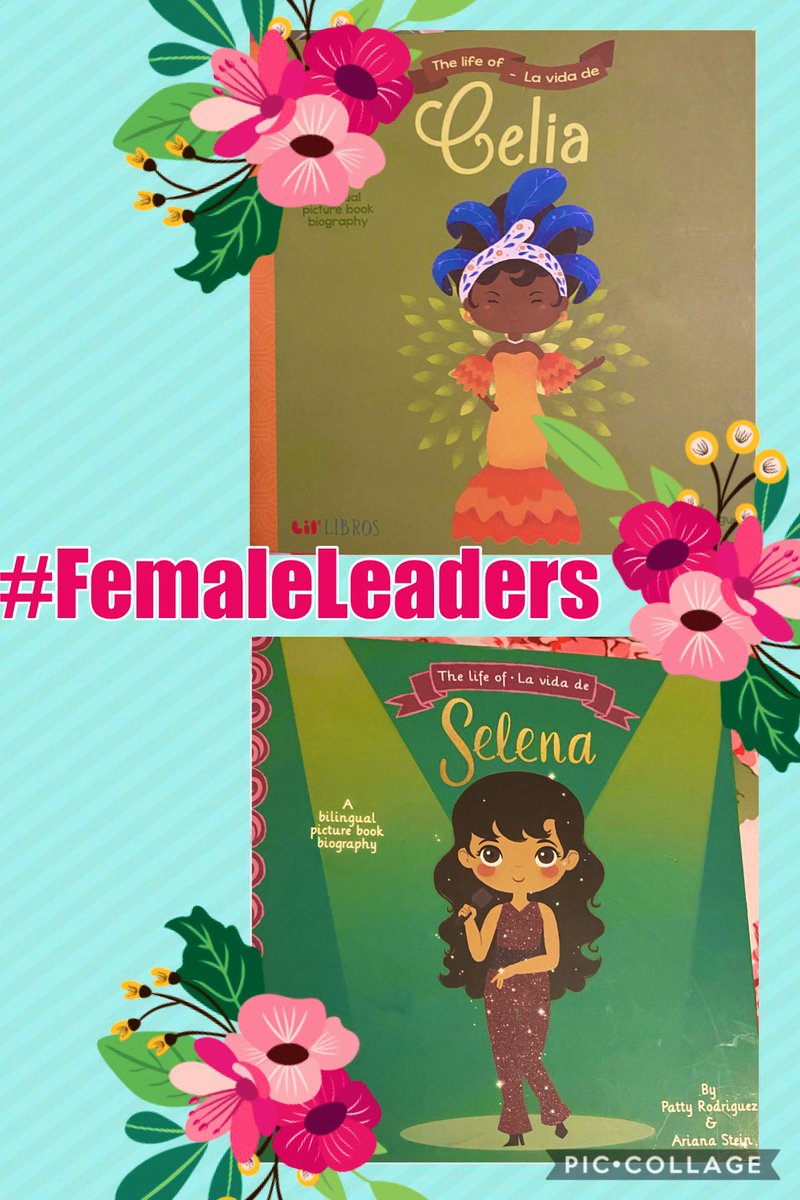 The life of
- La vida de
Celia
picture book
biography
Lil' LIBROS
#FemaleLeaders
The life of · La vida de
Selena
A
bilingual
picture book
biography
By
Patty Rodriguez
&
Ariana Stein
PIC•COLLAGE